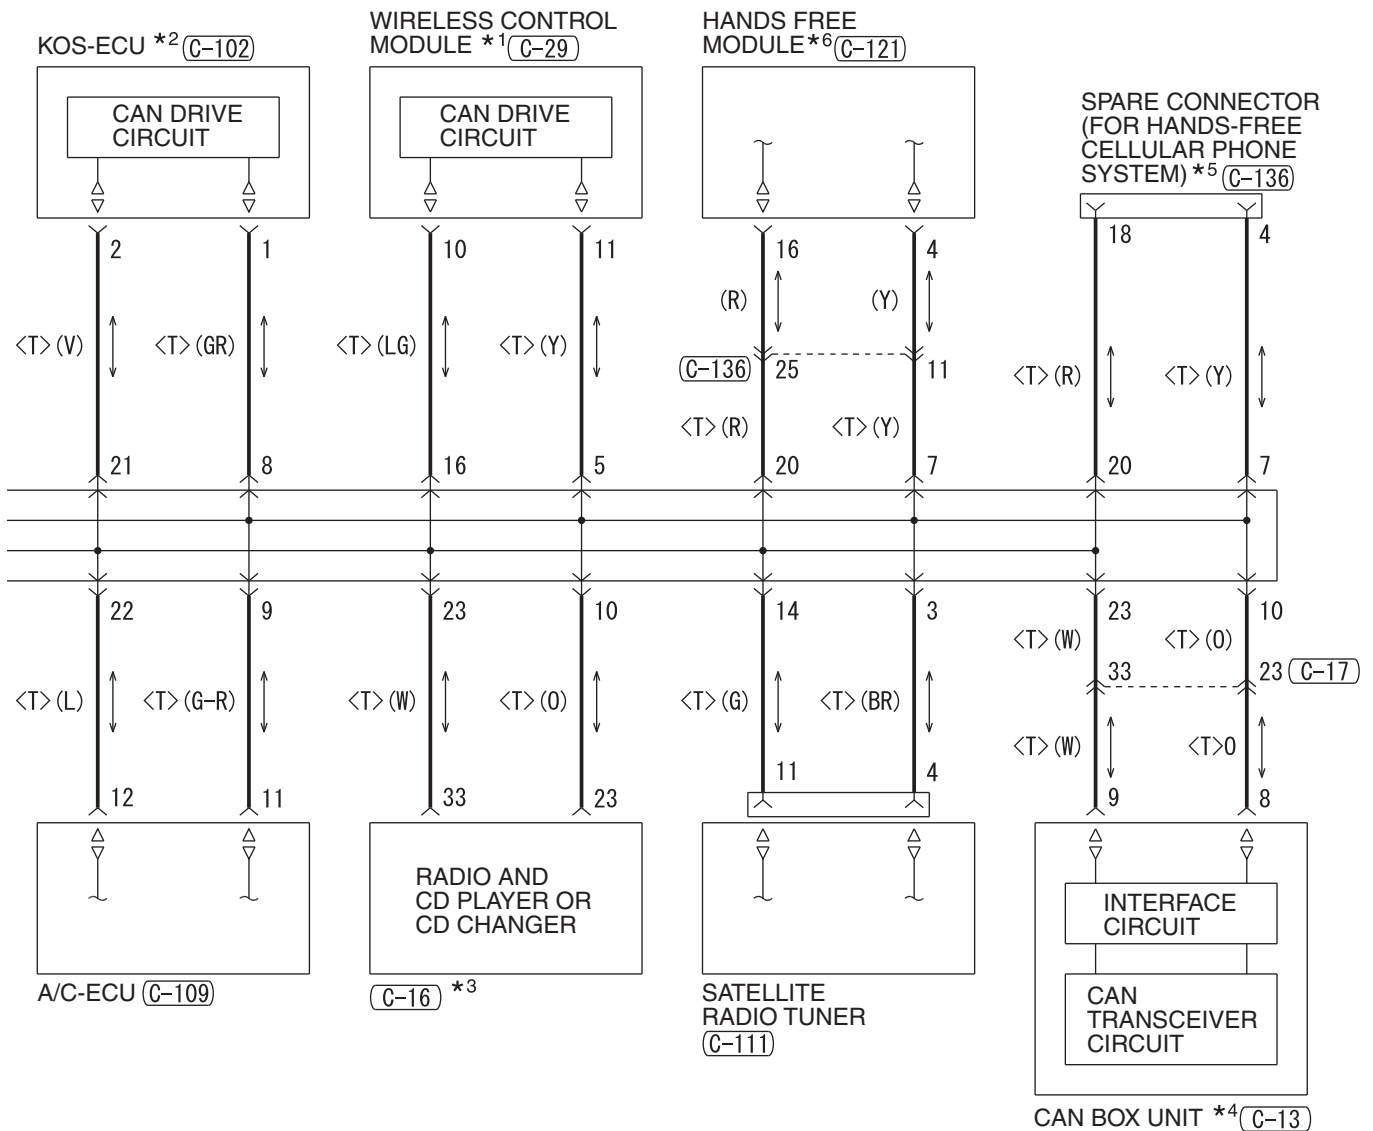 KOS-ECU *2 C-102
WIRELESS CONTROL
MODULE *1 C-29
HANDS FREE
MODULE*6 C-121
SPARE CONNECTOR
(FOR HANDS-FREE
CELLULAR PHONE
SYSTEM) *5 C-136
CAN DRIVE
CIRCUIT
CAN DRIVE
CIRCUIT
2 1 10 11 16 4 18 4
(R) (Y)
<T>(V) <T>(GR) <T>(LG) <T>(Y)
C-136 25 11
<T>(R) <T>(Y)
<T>(R) <T>(Y)
21 8 16 5 20 7 20 7
22 9 23 10 14 3 23 10
<T>(W) <T>(O)
33 23 C-17
<T>(L) <T>(G-R) <T>(W) <T>(O) <T>(G) <T>(BR)
<T>(W) <T>O
11 4
12 11 33 23 9 8
RADIO AND
CD PLAYER OR
CD CHANGER
INTERFACE
CIRCUIT
CAN
TRANSCEIVER
CIRCUIT
A/C-ECU C-109
C-16 *3
SATELLITE
RADIO TUNER
C-111
CAN BOX UNIT *4 C-13